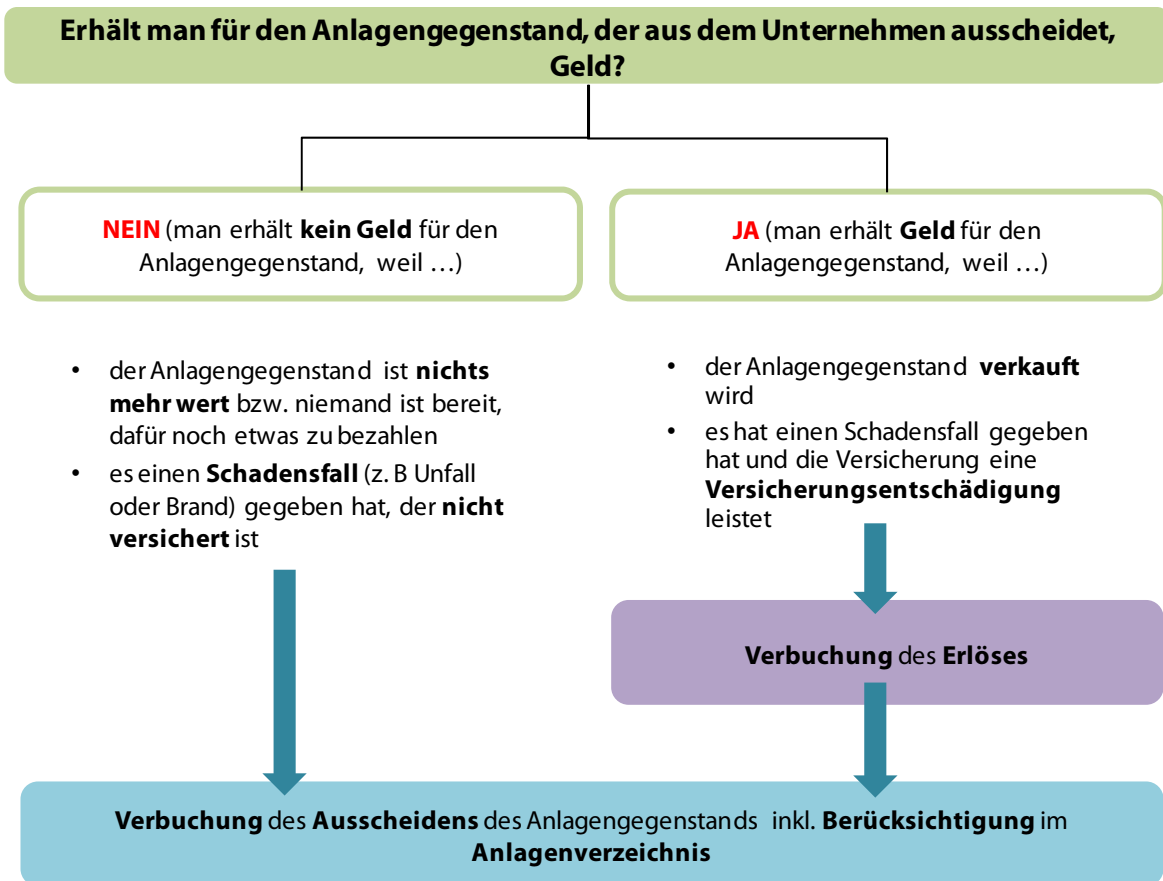 Erhält man für den Anlagengegenstand, der aus dem Unternehmen ausscheidet,
Geld?
NEIN (man erhält kein Geld für den
Anlagengegenstand, weil …)
JA (man erhält Geld für den
Anlagengegenstand, weil …)
• der Anlagengegenstand ist nichts
mehr wert bzw. niemand ist bereit,
dafür noch etwas zu bezahlen
• es einen Schadensfall (z. B Unfall
oder Brand) gegeben hat, der nicht
versichert ist
• der Anlagengegenstand verkauft
wird
• es hat einen Schadensfall gegeben
hat und die Versicherung eine
Versicherungsentschädigung
leistet
Verbuchung des Erlöses
Verbuchung des Ausscheidens des Anlagengegenstands inkl. Berücksichtigung im
Anlagenverzeichnis